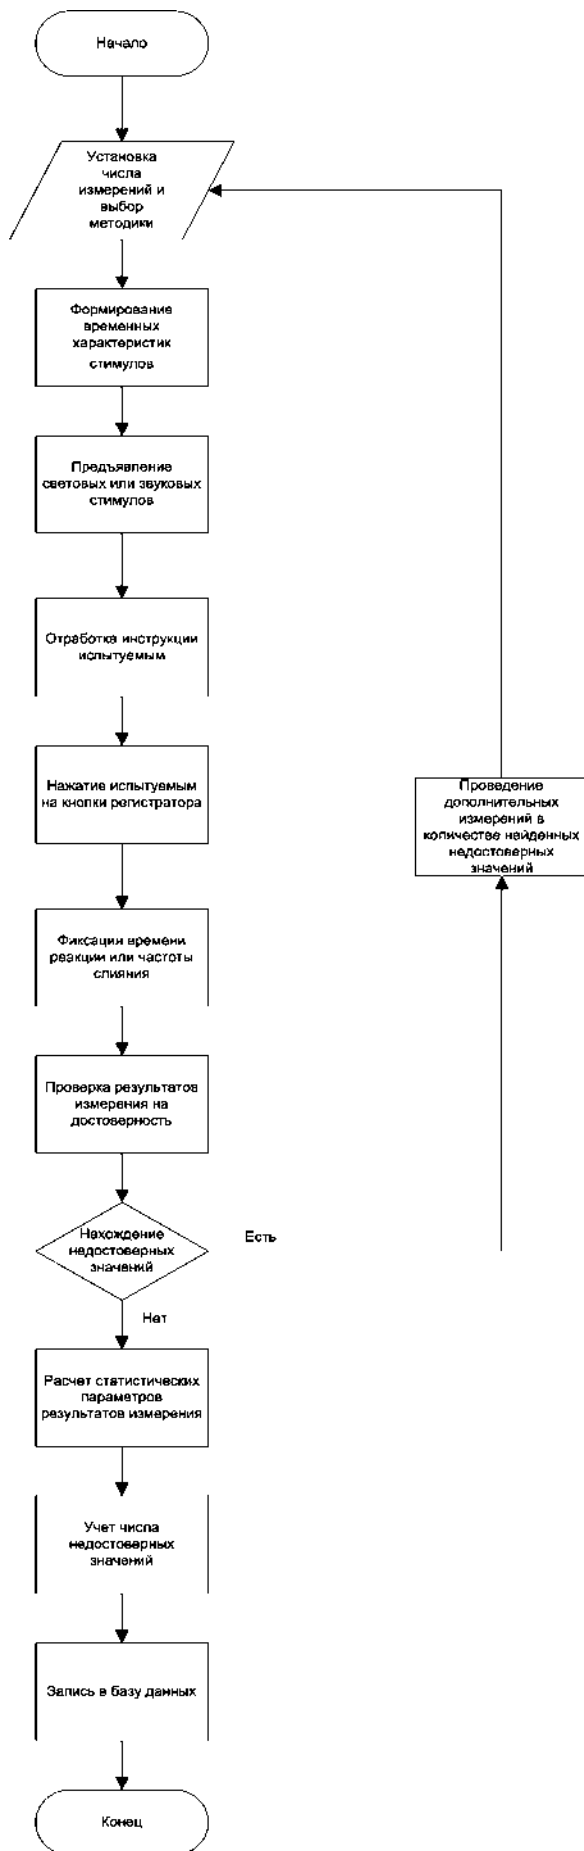 Начало
Установка
числа
измерений и
выбор
методики
Формирование
временных
характеристик
стимулов
Предъявление
световых или звуковых
стимулов
Отработка инструкции
испытуемым
Нажатие испытуемым
на кнопки регистратора
Проведение
дополнительных
измерений в
количестве найденных
недостоверных
значений
Фиксация времени
реакции или частоты
слияния
Проверка результатов
измерения на
достоверность
Нахождение
недостоверных
значений
Есть
Нет
Расчет статистических
параметров
результатов измерения
Учет числа
недостоверных
значений
Запись в базу данных
Конец